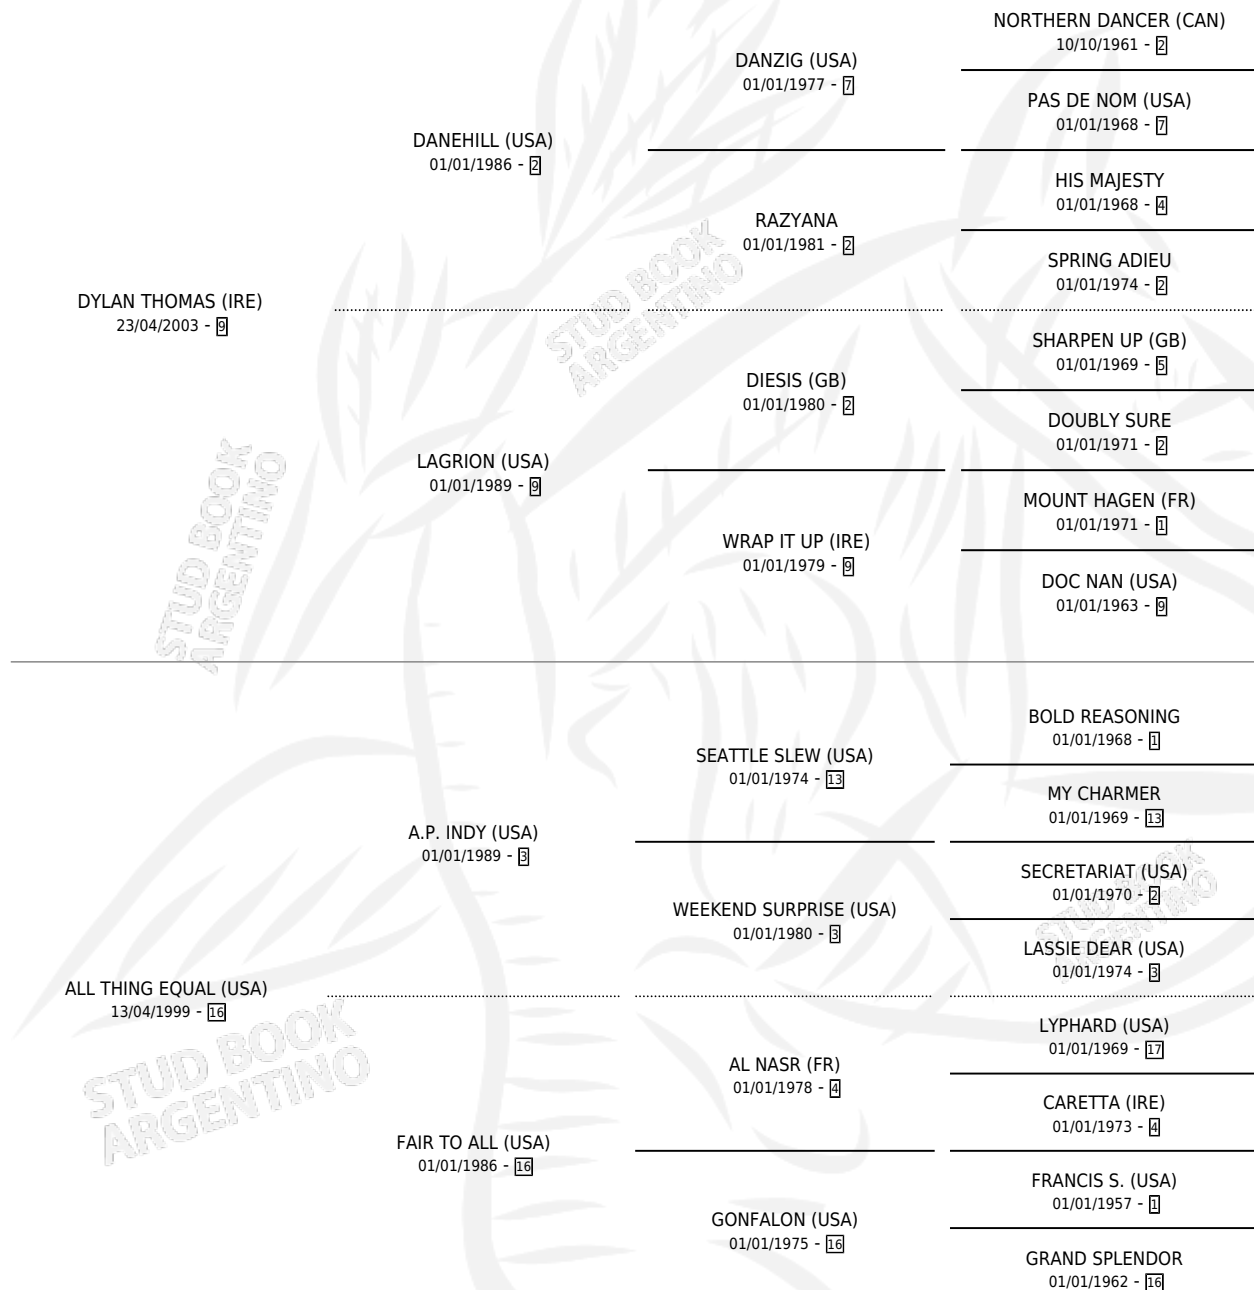 NORTHERN DANCER (CAN)
10/10/1961 - 2
DANZIG (USA)
01/01/1977 - 7
PAS DE NOM (USA)
01/01/1968 - 7
DANEHILL (USA)
01/01/1986 - 2
HIS MAJESTY
01/01/1968 - 4
RAZYANA
01/01/1981 - 2
SPRING ADIEU
01/01/1974 - 2
DYLAN THOMAS (IRE)
23/04/2003 - 9
SHARPEN UP (GB)
01/01/1969 - 5
DIESIS (GB)
01/01/1980 - 2
DOUBLY SURE
01/01/1971 - 2
LAGRION (USA)
01/01/1989 - 9
MOUNT HAGEN (FR)
01/01/1971 - 1
WRAP IT UP (IRE)
01/01/1979 - 9
DOC NAN (USA)
01/01/1963 - 9
BOLD REASONING
01/01/1968 - 1
SEATTLE SLEW (USA)
01/01/1974 - 13
MY CHARMER
01/01/1969 - 13
A.P. INDY (USA)
01/01/1989 - 3
SECRETARIAT (USA)
01/01/1970 - 2
WEEKEND SURPRISE (USA)
01/01/1980 - 3
LASSIE DEAR (USA)
01/01/1974 - 3
ALL THING EQUAL (USA)
13/04/1999 - 16
LYPHARD (USA)
01/01/1969 - 17
AL NASR (FR)
01/01/1978 - 4
CARETTA (IRE)
01/01/1973 - 4
FAIR TO ALL (USA)
01/01/1986 - 16
FRANCIS S. (USA)
01/01/1957 - 1
GONFALON (USA)
01/01/1975 - 16
GRAND SPLENDOR
01/01/1962 - 16
STUD BOOK
ARGENTINO
STUD BOOK
ARGENTINO
STUD BOOK
ARGENTINO
STUD BOOK
ARGENTINO